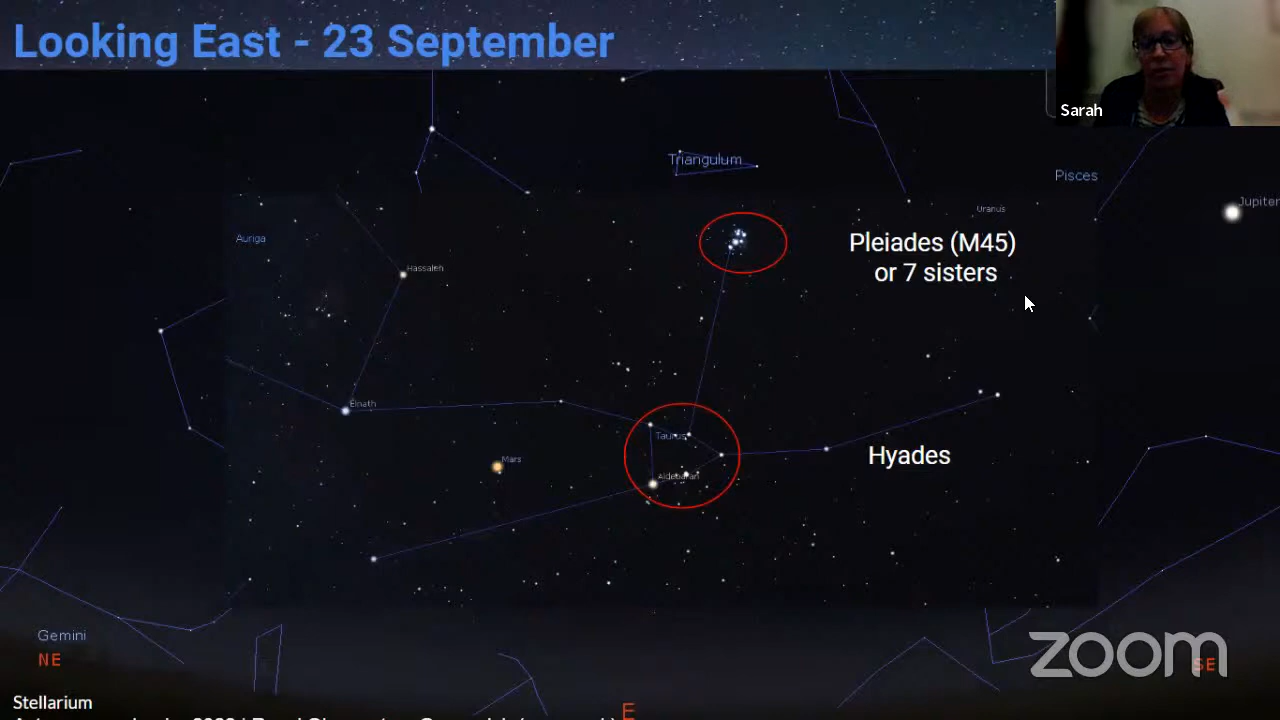 Looking East - 23 September
Sarah
Triangulum
Pisces
Jupiter
Uranus
Auriga
Pleiades (M45)
or 7 sisters
Hassaleh
Elnath
Taurus
Mars
Hyades
Aldebaran
Gemini
NE
zoom
SE
Stellarium
E